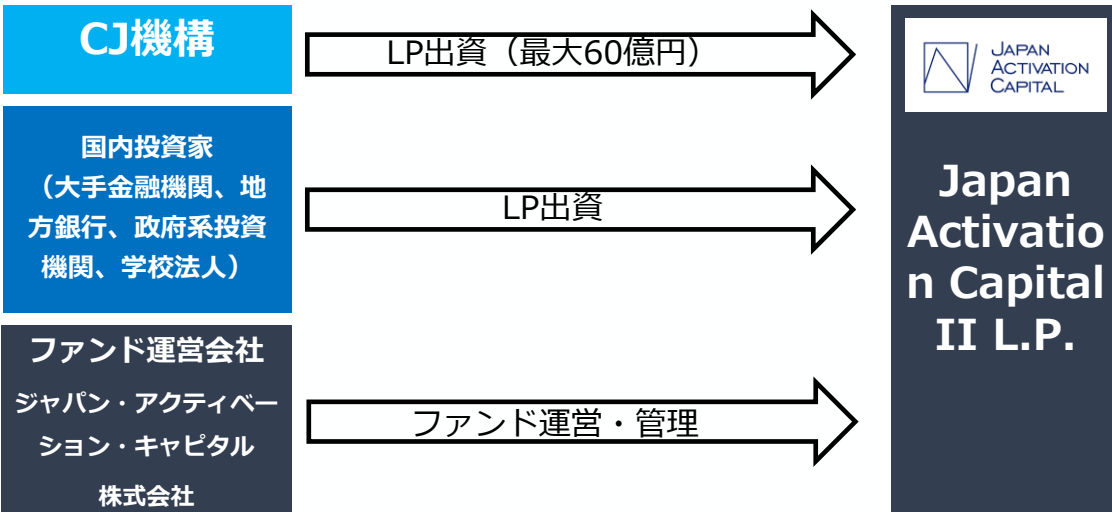 CJ機構
LP出資（最大60億円）
国内投資家
（大手金融機関、地
方銀行、政府系投資
機関、学校法人）
LP出資
ファンド運営会社
ジャパン・アクティベー
ション・キャピタル
株式会社
ファンド運営・管理
JAPAN
ACTIVATION
CAPITAL
Japan
Activatio
n Capital
II L.P.